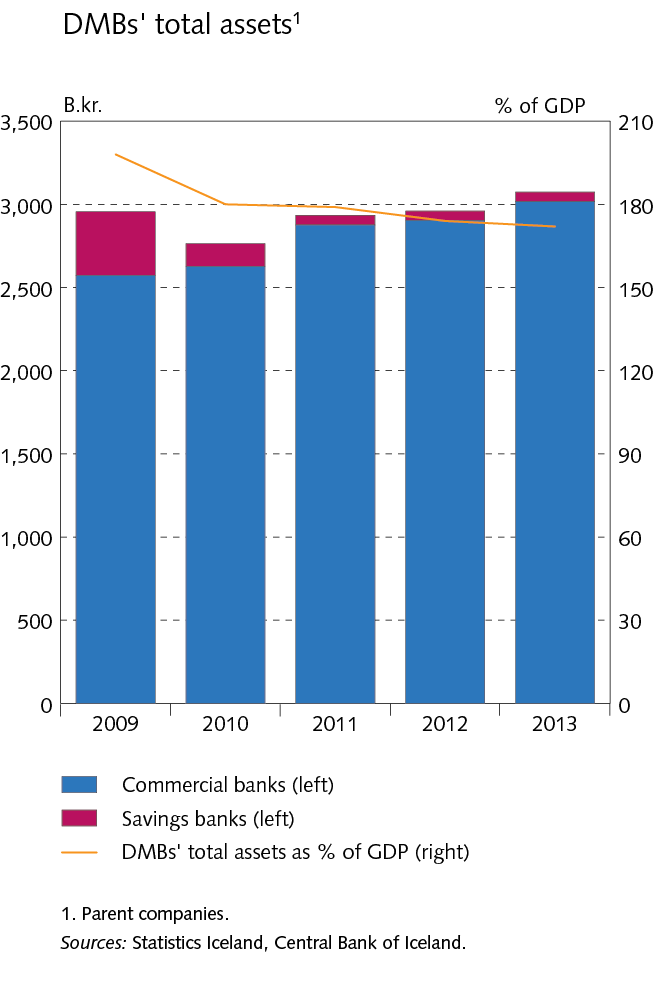 DMBs' total assets¹
B.kr. % of GDP
3,500 210
3,000 180
2,500 150
2,000 120
1,500 90
1,000 60
500 30
0 0
2009 2010 2011 2012 2013
Commercial banks (left)
Savings banks (left)
DMBs' total assets as % of GDP (right)
1. Parent companies.
Sources: Statistics Iceland, Central Bank of Iceland.